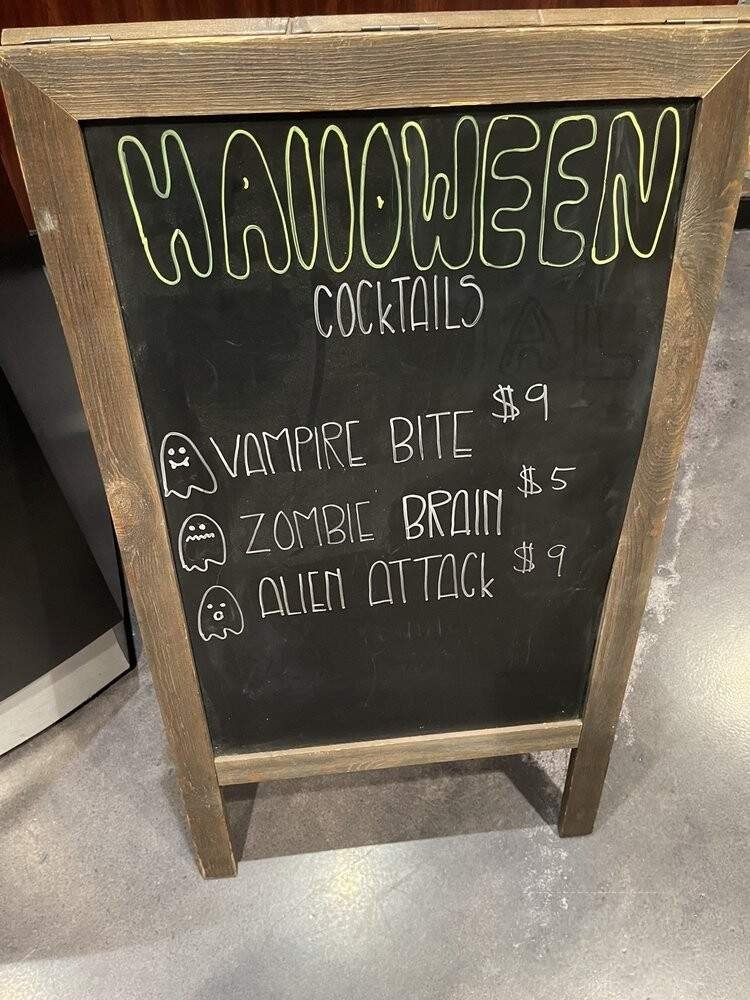 HALLOWEEN
COCKTAILS
VAMPIRE BITE $9
ZOMBIE BRAIN $5
ALIEN ATTACK $9